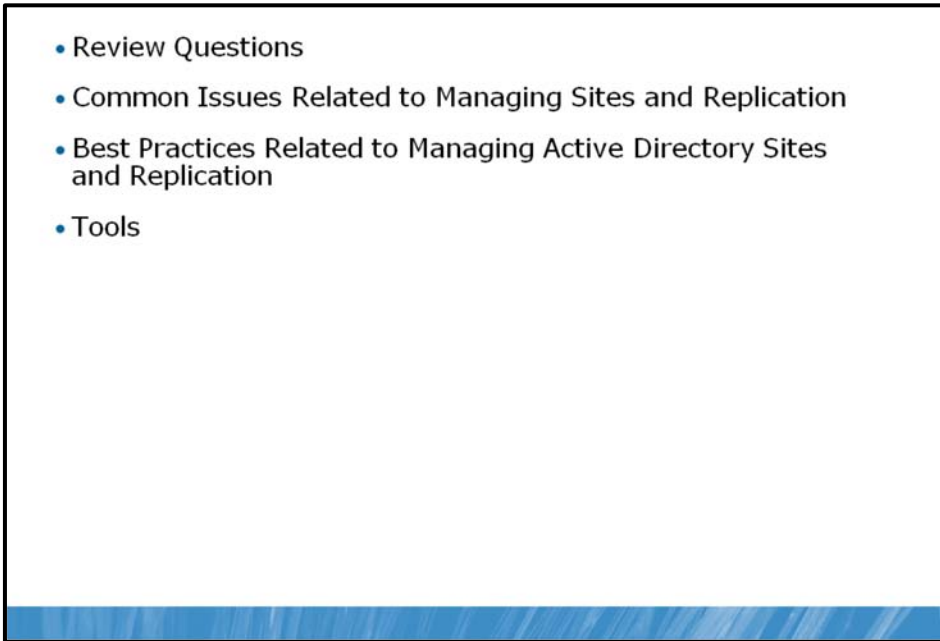 • Review Questions
• Common Issues Related to Managing Sites and Replication
• Best Practices Related to Managing Active Directory Sites
and Replication
• Tools